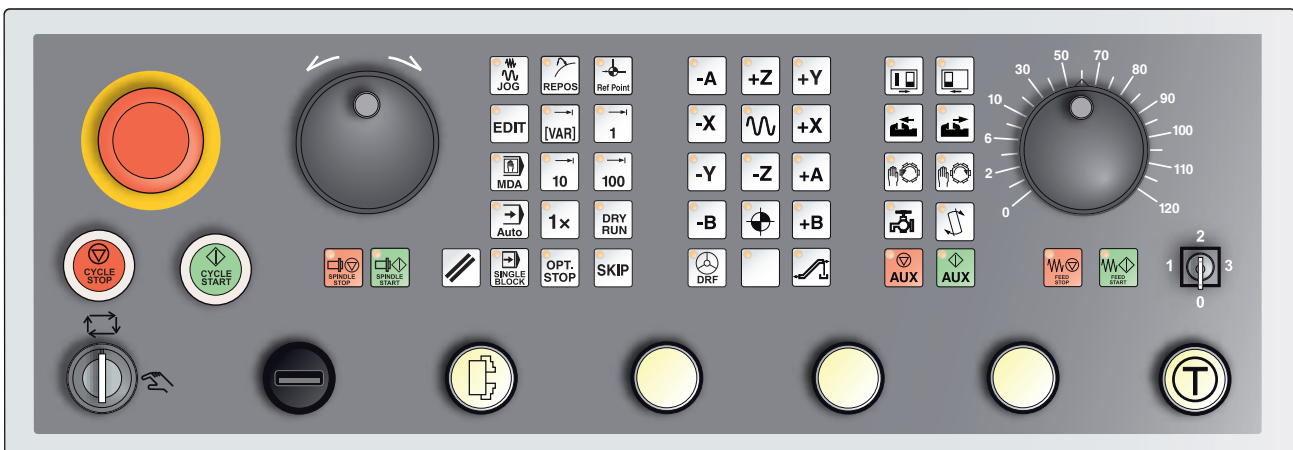 JOG
REPOS
Ref Point
EDIT
[VAR]
1
MDA
10
100
Auto
1×
DRY
RUN
SINGLE
BLOCK
OPT.
STOP
SKIP
CYCLE
STOP
CYCLE
START
SPINDLE
STOP
SPINDLE
START
-A
+Z
+Y
-X
+X
-Y
-Z
+A
-B
+B
DRF
AUX
AUX
0
2
6
10
30
50
70
80
90
100
110
120
FEED
STOP
FEED
START
2
1
3
0
T